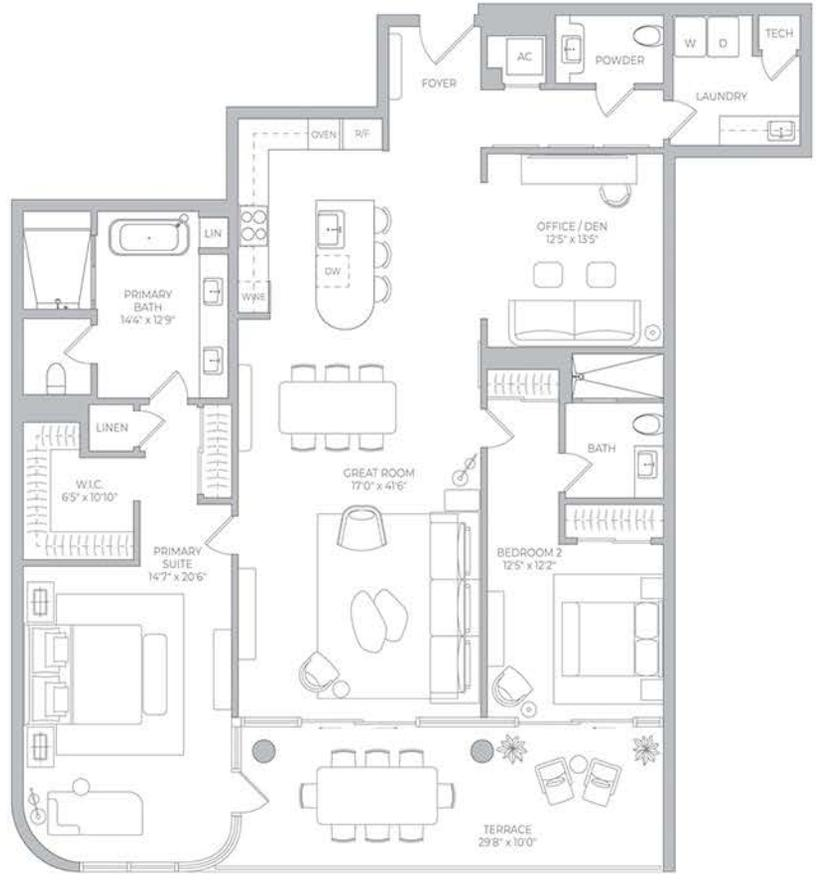 TECH
W
D
AC
POWDER
FOYER
LAUNDRY
OVEN
R/F
OFFICE / DEN
12'5" x 13'5"
LIN
DW
PRIMARY
BATH
14'4" x 12'9"
WINE
LINEN
BATH
GREAT ROOM
17'0" x 41'6"
W.I.C.
6'5" x 10'10"
PRIMARY
SUITE
14'7" x 20'6"
BEDROOM 2
12'5" x 12'2"
TERRACE
29'8" x 10'0"